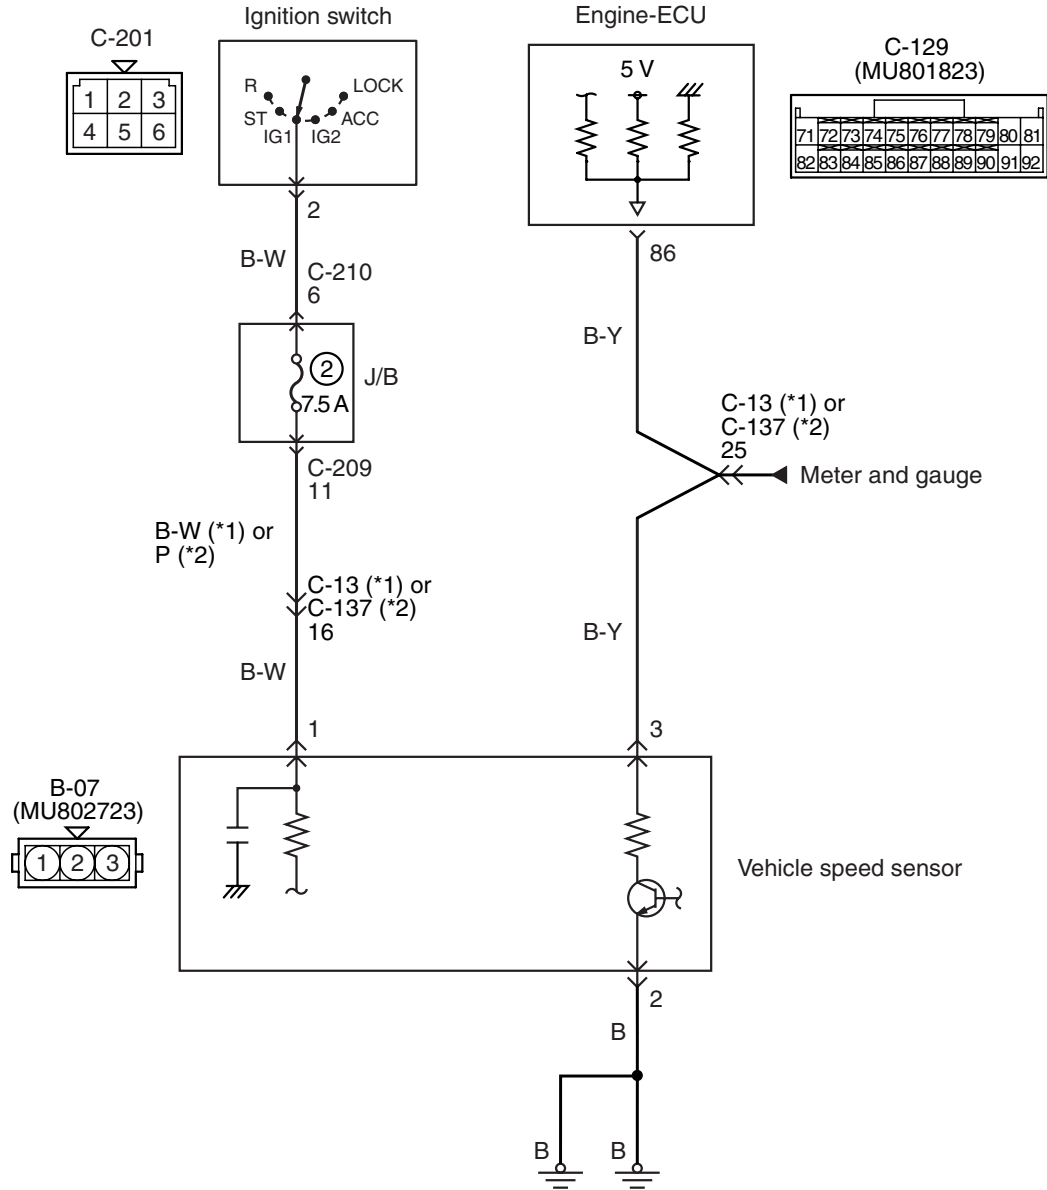 Ignition switch
C-201
1 2 3
4 5 6
R
LOCK
ST
ACC
IG1
IG2
2
B-W
C-210
6
2
7.5 A
J/B
C-209
11
B-W (*1) or
P (*2)
C-13 (*1) or
C-137 (*2)
16
B-W
1
Engine-ECU
5 V
C-129
(MU801823)
71 72 73 74 75 76 77 78 79 80 81
82 83 84 85 86 87 88 89 90 91 92
86
B-Y
C-13 (*1) or
C-137 (*2)
25
Meter and gauge
B-Y
3
B-07
(MU802723)
1 2 3
Vehicle speed sensor
2
B
B
B